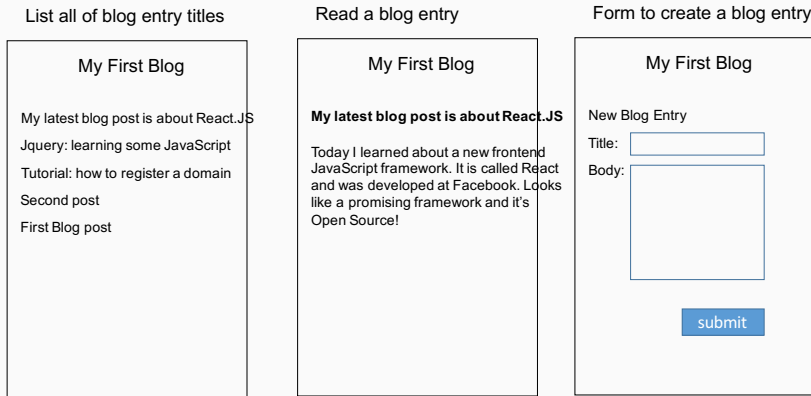 List all of blog entry titles
My First Blog
My latest blog post is about React.JS
Jquery: learning some JavaScript
Tutorial: how to register a domain
Second post
First Blog post
Read a blog entry
My First Blog
My latest blog post is about React.JS
Today I learned about a new frontend
JavaScript framework. It is called React
and was developed at Facebook. Looks
like a promising framework and it's
Open Source!
Form to create a blog entry
My First Blog
New Blog Entry
Title:
Body:
submit